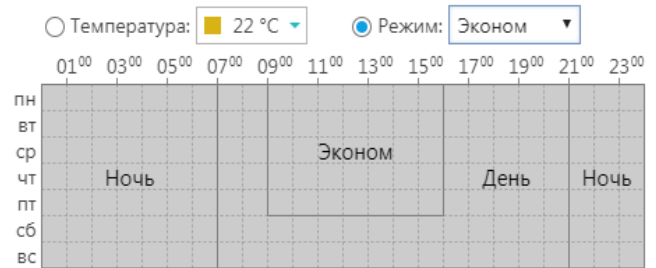 Температура: 22 °C Режим: Эконом
01⁰⁰ 03⁰⁰ 05⁰⁰ 07⁰⁰ 09⁰⁰ 11⁰⁰ 13⁰⁰ 15⁰⁰ 17⁰⁰ 19⁰⁰ 21⁰⁰ 23⁰⁰
пн
вт
ср Эконом
чт Ночь День Ночь
пт
сб
вс